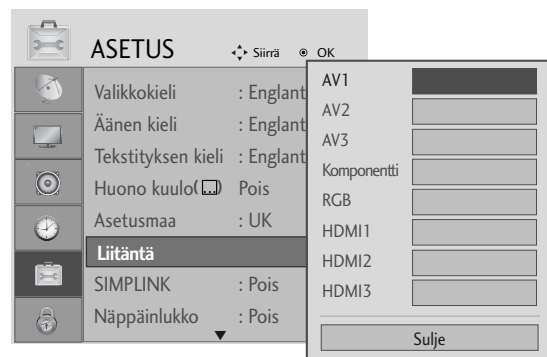 ASETUS
Siirrä
OK
Valikkokieli : Englant
Äänen kieli : Englant
Tekstityksen kieli : Englant
Huono kuulo( ) Pois
Asetusmaa : UK
Liitäntä
SIMPLINK : Pois
Näppäinlukko : Pois
AV1
AV2
AV3
Komponentti
RGB
HDMI1
HDMI2
HDMI3
Sulje